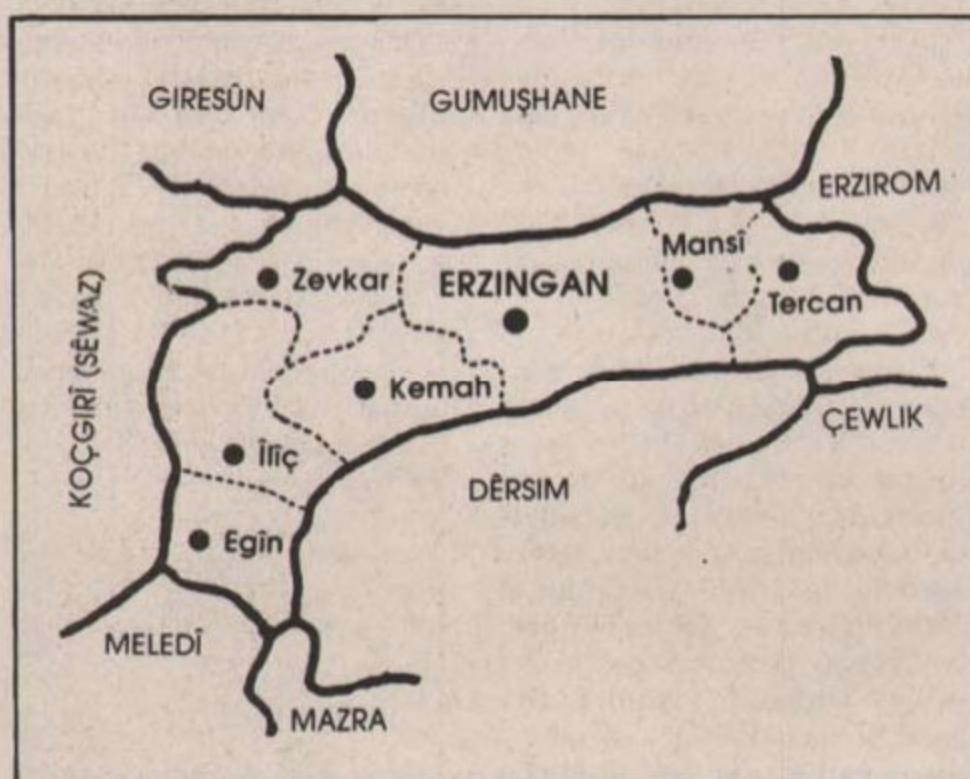 GIRESÛN
GUMUŞHANE
ERZIROM
Mansî
Zevkar
ERZINGAN
Tercan
KOÇGIRÎ (SÊWAZ)
Kemah
ÇEWLIK
Îlîç
DÊRSIM
Egîn
MELEDÎ
MAZRA